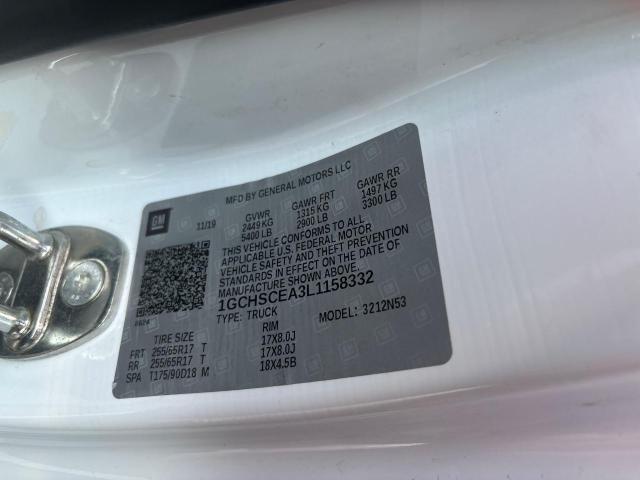 MFD BY GENERAL MOTORS LLC
GM
11/19 GVWR GAWR FRT GAWR RR
2449 KG 1315 KG 1497 KG
5400 LB 2900 LB 3300 LB
THIS VEHICLE CONFORMS TO ALL
APPLICABLE U.S. FEDERAL MOTOR
VEHICLE SAFETY AND THEFT PREVENTION
STANDARDS IN EFFECT ON THE DATE OF
MANUFACTURE SHOWN ABOVE.
1GCHSCEA3L1158332
TYPE: TRUCK MODEL: 3212N53
TIRE SIZE RIM
FRT 255/65R17 T 17X8.0J
RR 255/65R17 T 17X8.0J
SPA T175/90D18 M 18X4.5B